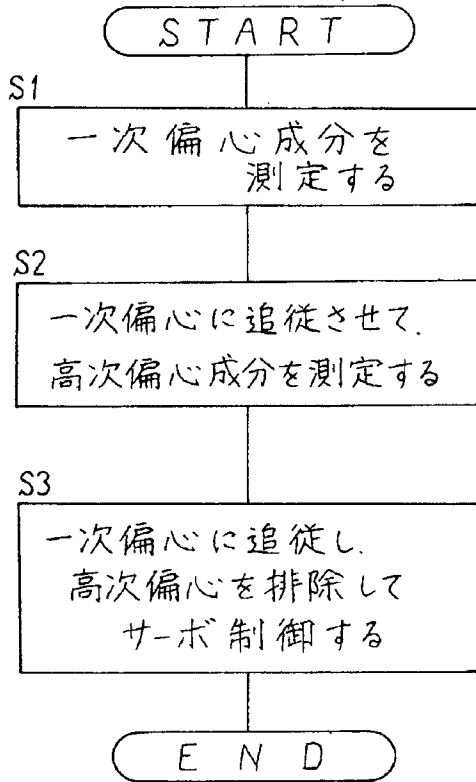 START
S1
一次偏心成分を
測定する
S2
一次偏心に追従させて、
高次偏心成分を測定する
S3
一次偏心に追従し、
高次偏心を排除して
サーボ制御する
END